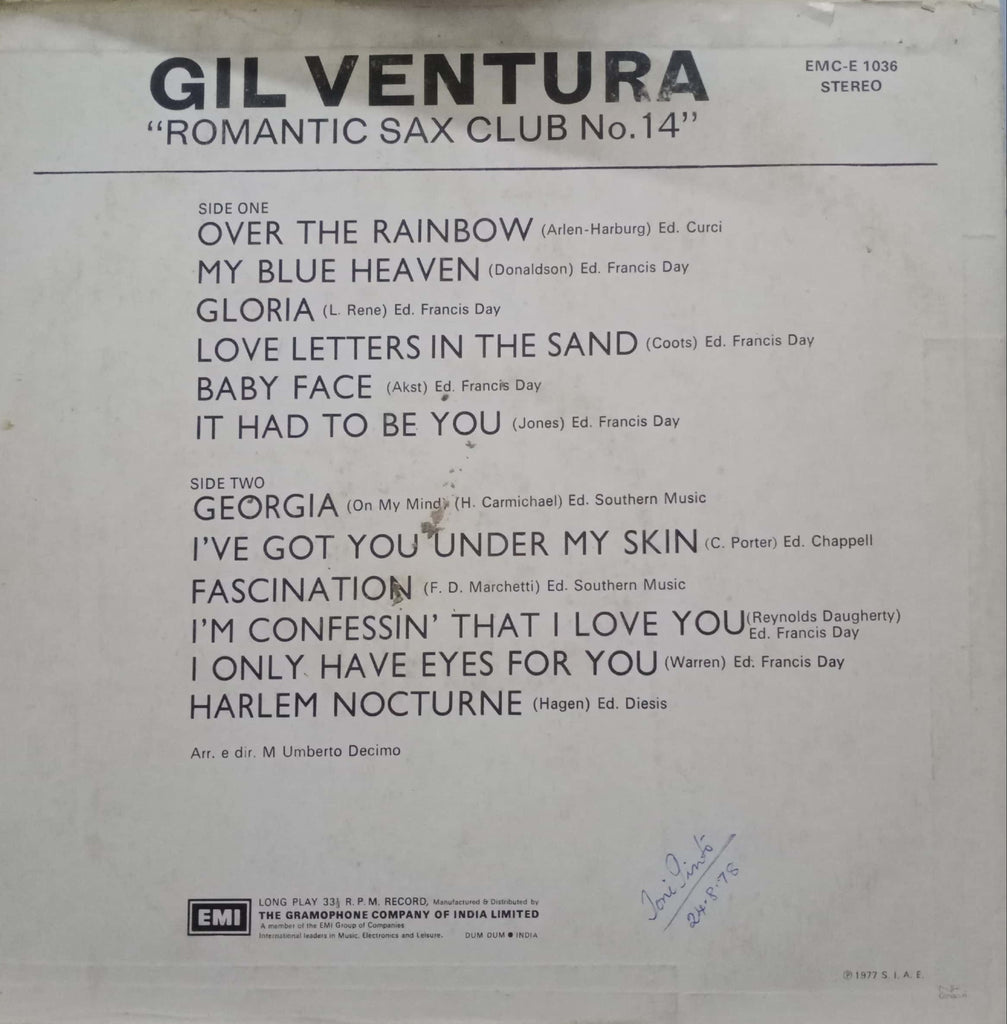 GIL VENTURA
"ROMANTIC SAX CLUB No.14"
EMC-E 1036
STEREO
SIDE ONE
OVER THE RAINBOW (Arlen-Harburg) Ed. Curci
MY BLUE HEAVEN (Donaldson) Ed. Francis Day
GLORIA (L. Rene) Ed. Francis Day
LOVE LETTERS IN THE SAND (Coots) Ed. Francis Day
BABY FACE (Akst) Ed. Francis Day
IT HAD TO BE YOU (Jones) Ed. Francis Day
SIDE TWO
GEORGIA (On My Mind) (H. Carmichael) Ed. Southern Music
I'VE GOT YOU UNDER MY SKIN (C. Porter) Ed. Chappell
FASCINATION (F. D. Marchetti) Ed. Southern Music
I'M CONFESSIN' THAT I LOVE YOU (Reynolds Daugherty)
Ed. Francis Day
I ONLY HAVE EYES FOR YOU (Warren) Ed. Francis Day
HARLEM NOCTURNE (Hagen) Ed. Diesis
Arr. e dir. M Umberto Decimo
José Pinto
24·8·78
EMI
LONG PLAY 33⅓ R. P. M. RECORD, Manufactured & Distributed by
THE GRAMOPHONE COMPANY OF INDIA LIMITED
A member of the EMI Group of Companies
International leaders in Music, Electronics and Leisure. DUM DUM ● INDIA
℗ 1977 S. I. A. E.